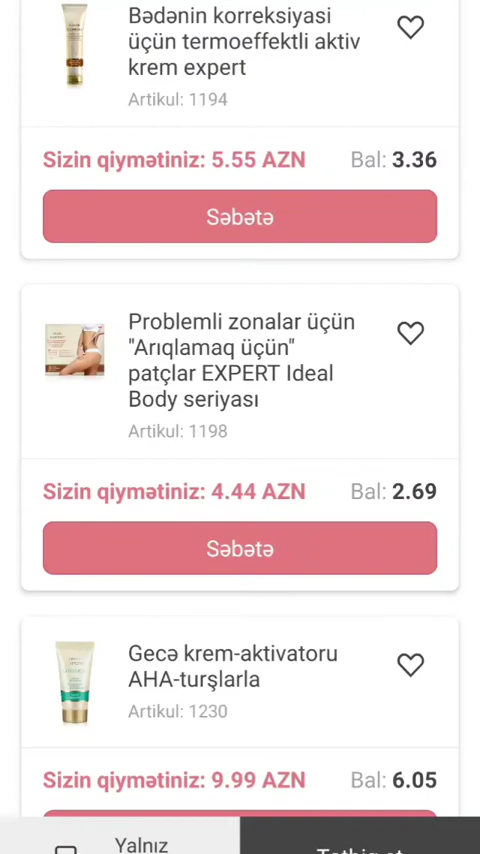 Bədənin korreksiyası
üçün termoeffektli aktiv
krem expert
Artikul: 1194
Sizin qiymətiniz: 5.55 AZN Bal: 3.36
Səbətə
Problemli zonalar üçün
"Arıqlamaq üçün"
patçlar EXPERT Ideal
Body seriyası
Artikul: 1198
Sizin qiymətiniz: 4.44 AZN Bal: 2.69
Səbətə
Gecə krem-aktivatoru
AHA-turşlarla
Artikul: 1230
Sizin qiymətiniz: 9.99 AZN Bal: 6.05
Yalnız